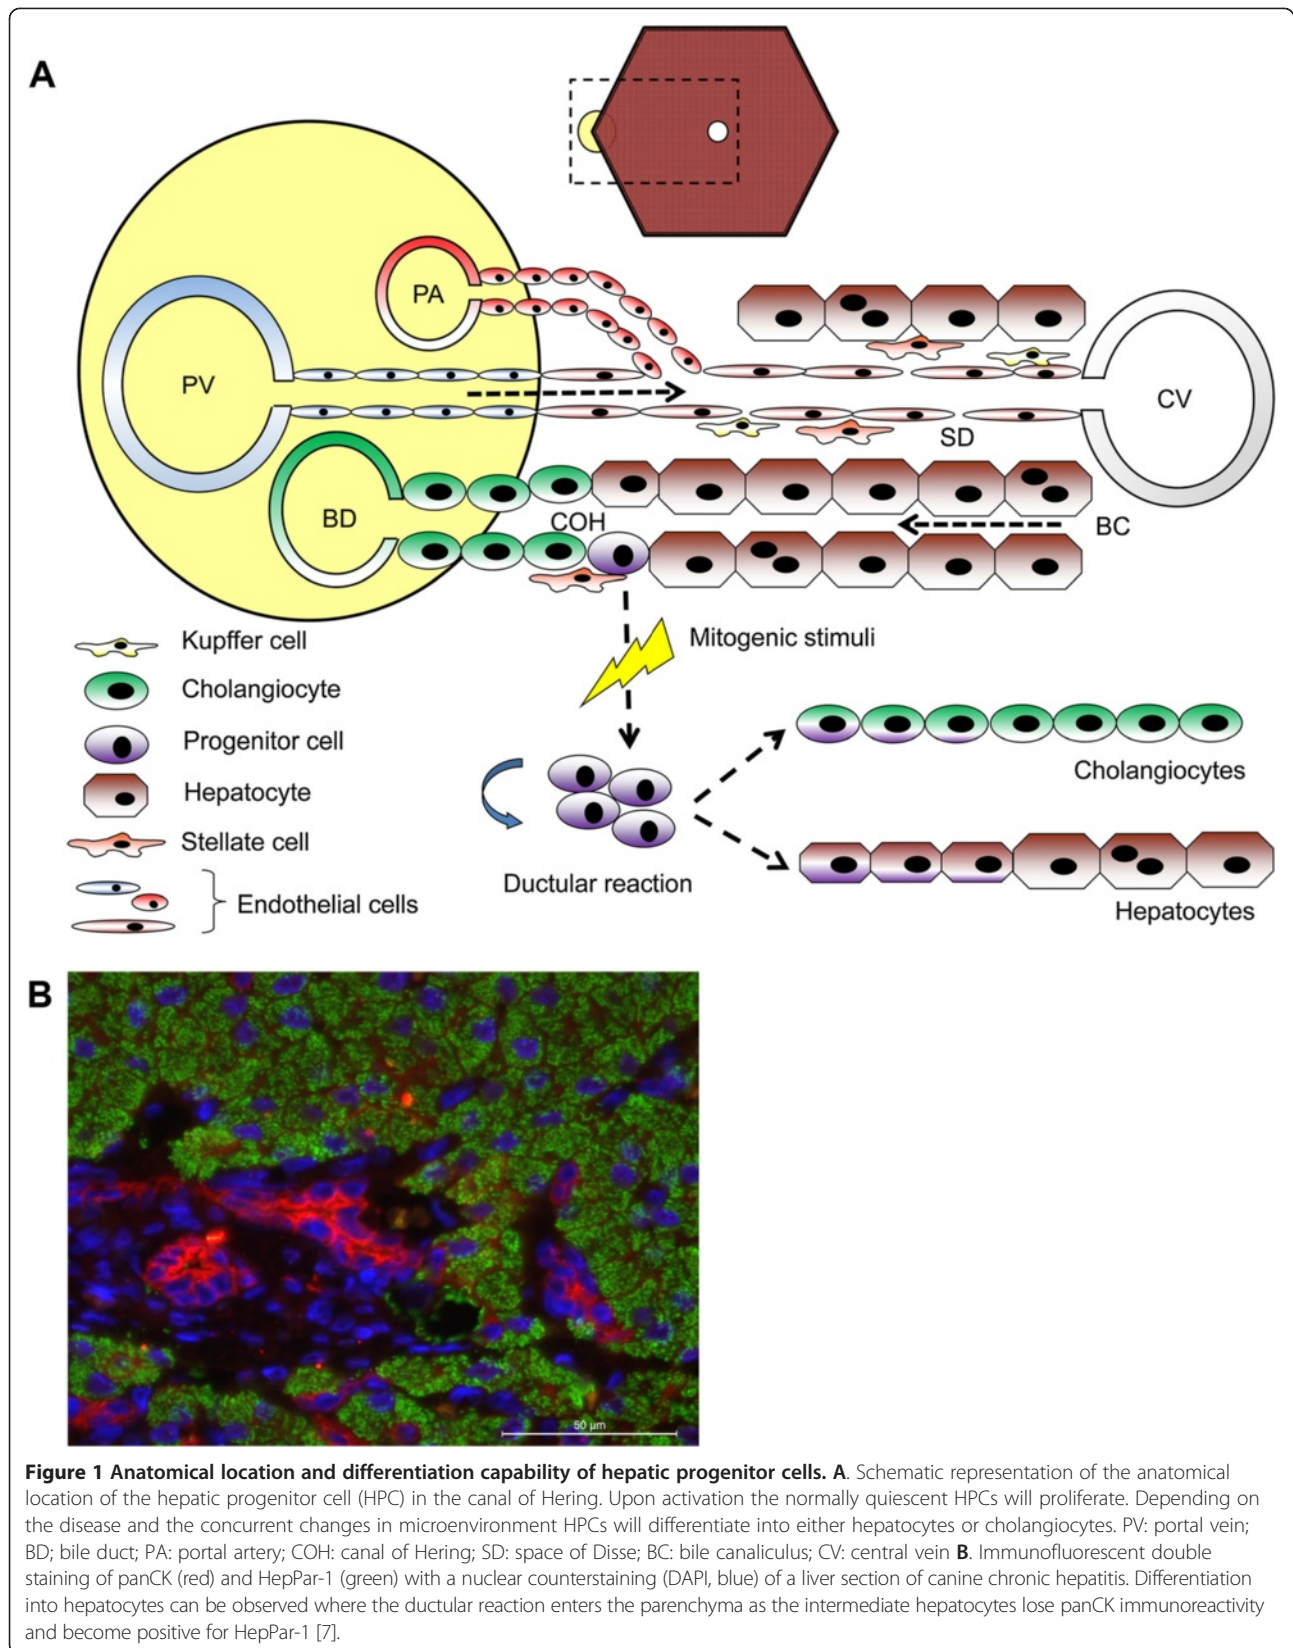 A
PA
PV
CV
SD
BD
COH
BC
Mitogenic stimuli
Kupffer cell
Cholangiocyte
Progenitor cell
Hepatocyte
Stellate cell
Endothelial cells
Cholangiocytes
Ductular reaction
Hepatocytes
B
50 µm
Figure 1 Anatomical location and differentiation capability of hepatic progenitor cells. A. Schematic representation of the anatomical
location of the hepatic progenitor cell (HPC) in the canal of Hering. Upon activation the normally quiescent HPCs will proliferate. Depending on
the disease and the concurrent changes in microenvironment HPCs will differentiate into either hepatocytes or cholangiocytes. PV: portal vein;
BD; bile duct; PA: portal artery; COH: canal of Hering; SD: space of Disse; BC: bile canaliculus; CV: central vein B. Immunofluorescent double
staining of panCK (red) and HepPar-1 (green) with a nuclear counterstaining (DAPI, blue) of a liver section of canine chronic hepatitis. Differentiation
into hepatocytes can be observed where the ductular reaction enters the parenchyma as the intermediate hepatocytes lose panCK immunoreactivity
and become positive for HepPar-1 [7].